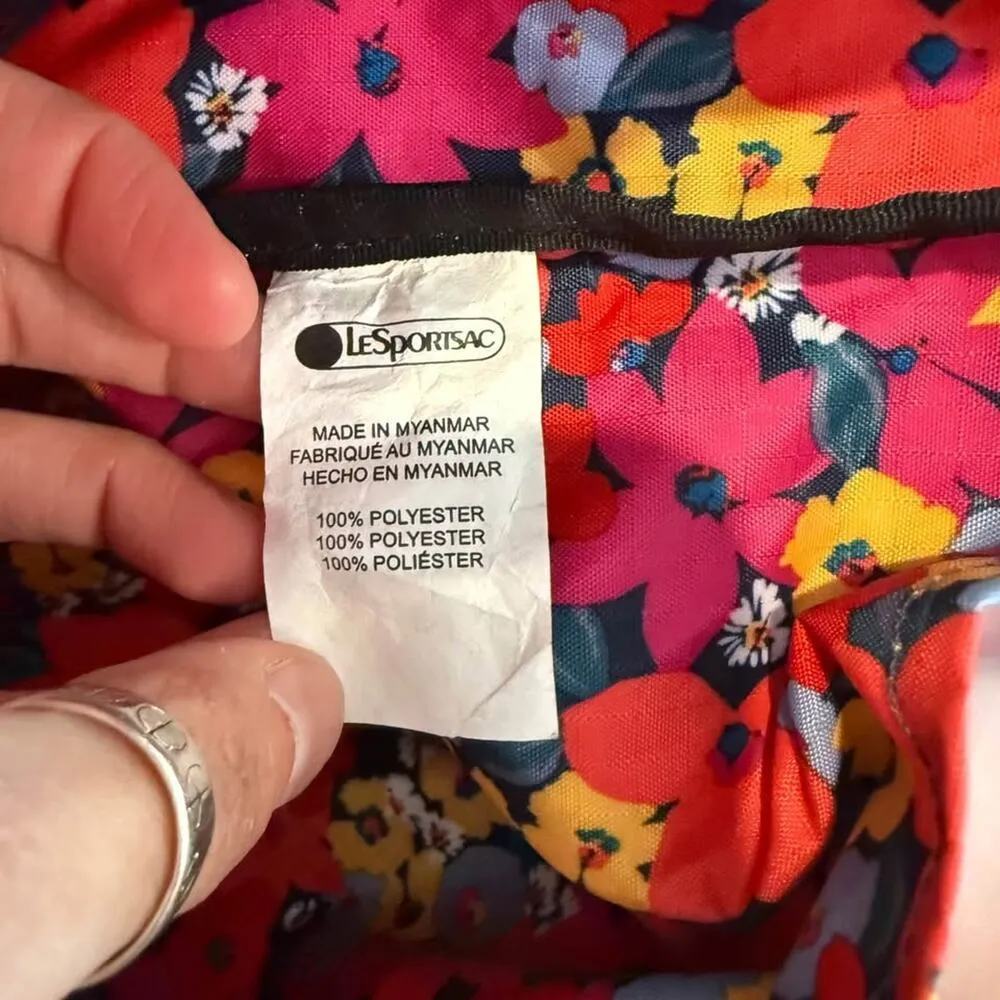 LESPORTSAC
MADE IN MYANMAR
FABRIQUÉ AU MYANMAR
HECHO EN MYANMAR
100% POLYESTER
100% POLYESTER
100% POLIÉSTER